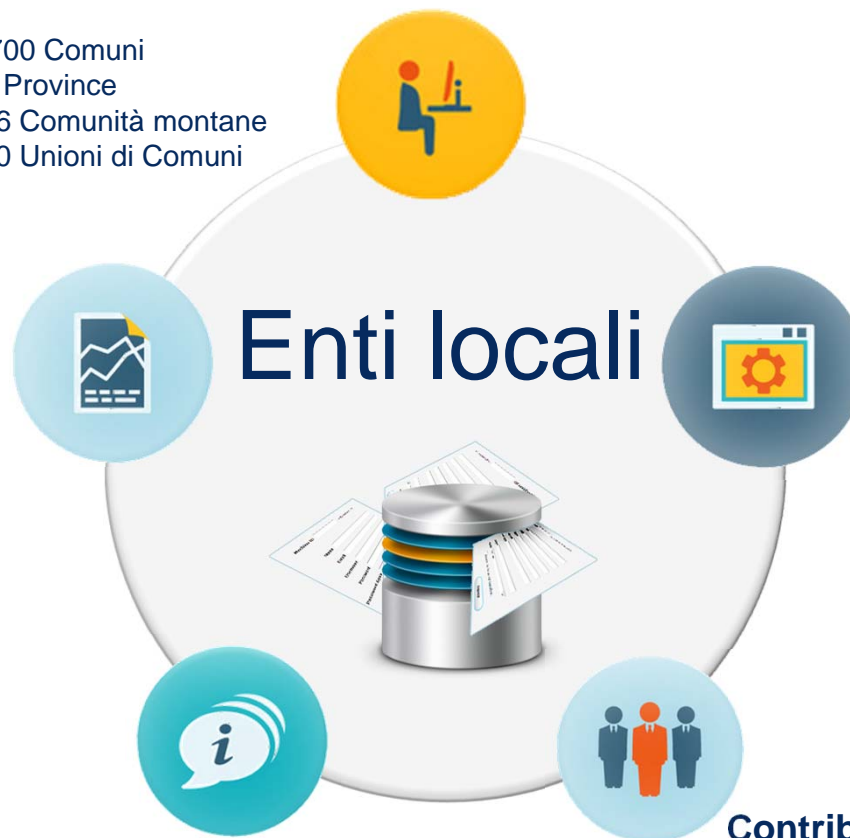 700 Comuni
Province
6 Comunità montane
0 Unioni di Comuni
Enti locali
i
i
Contrib